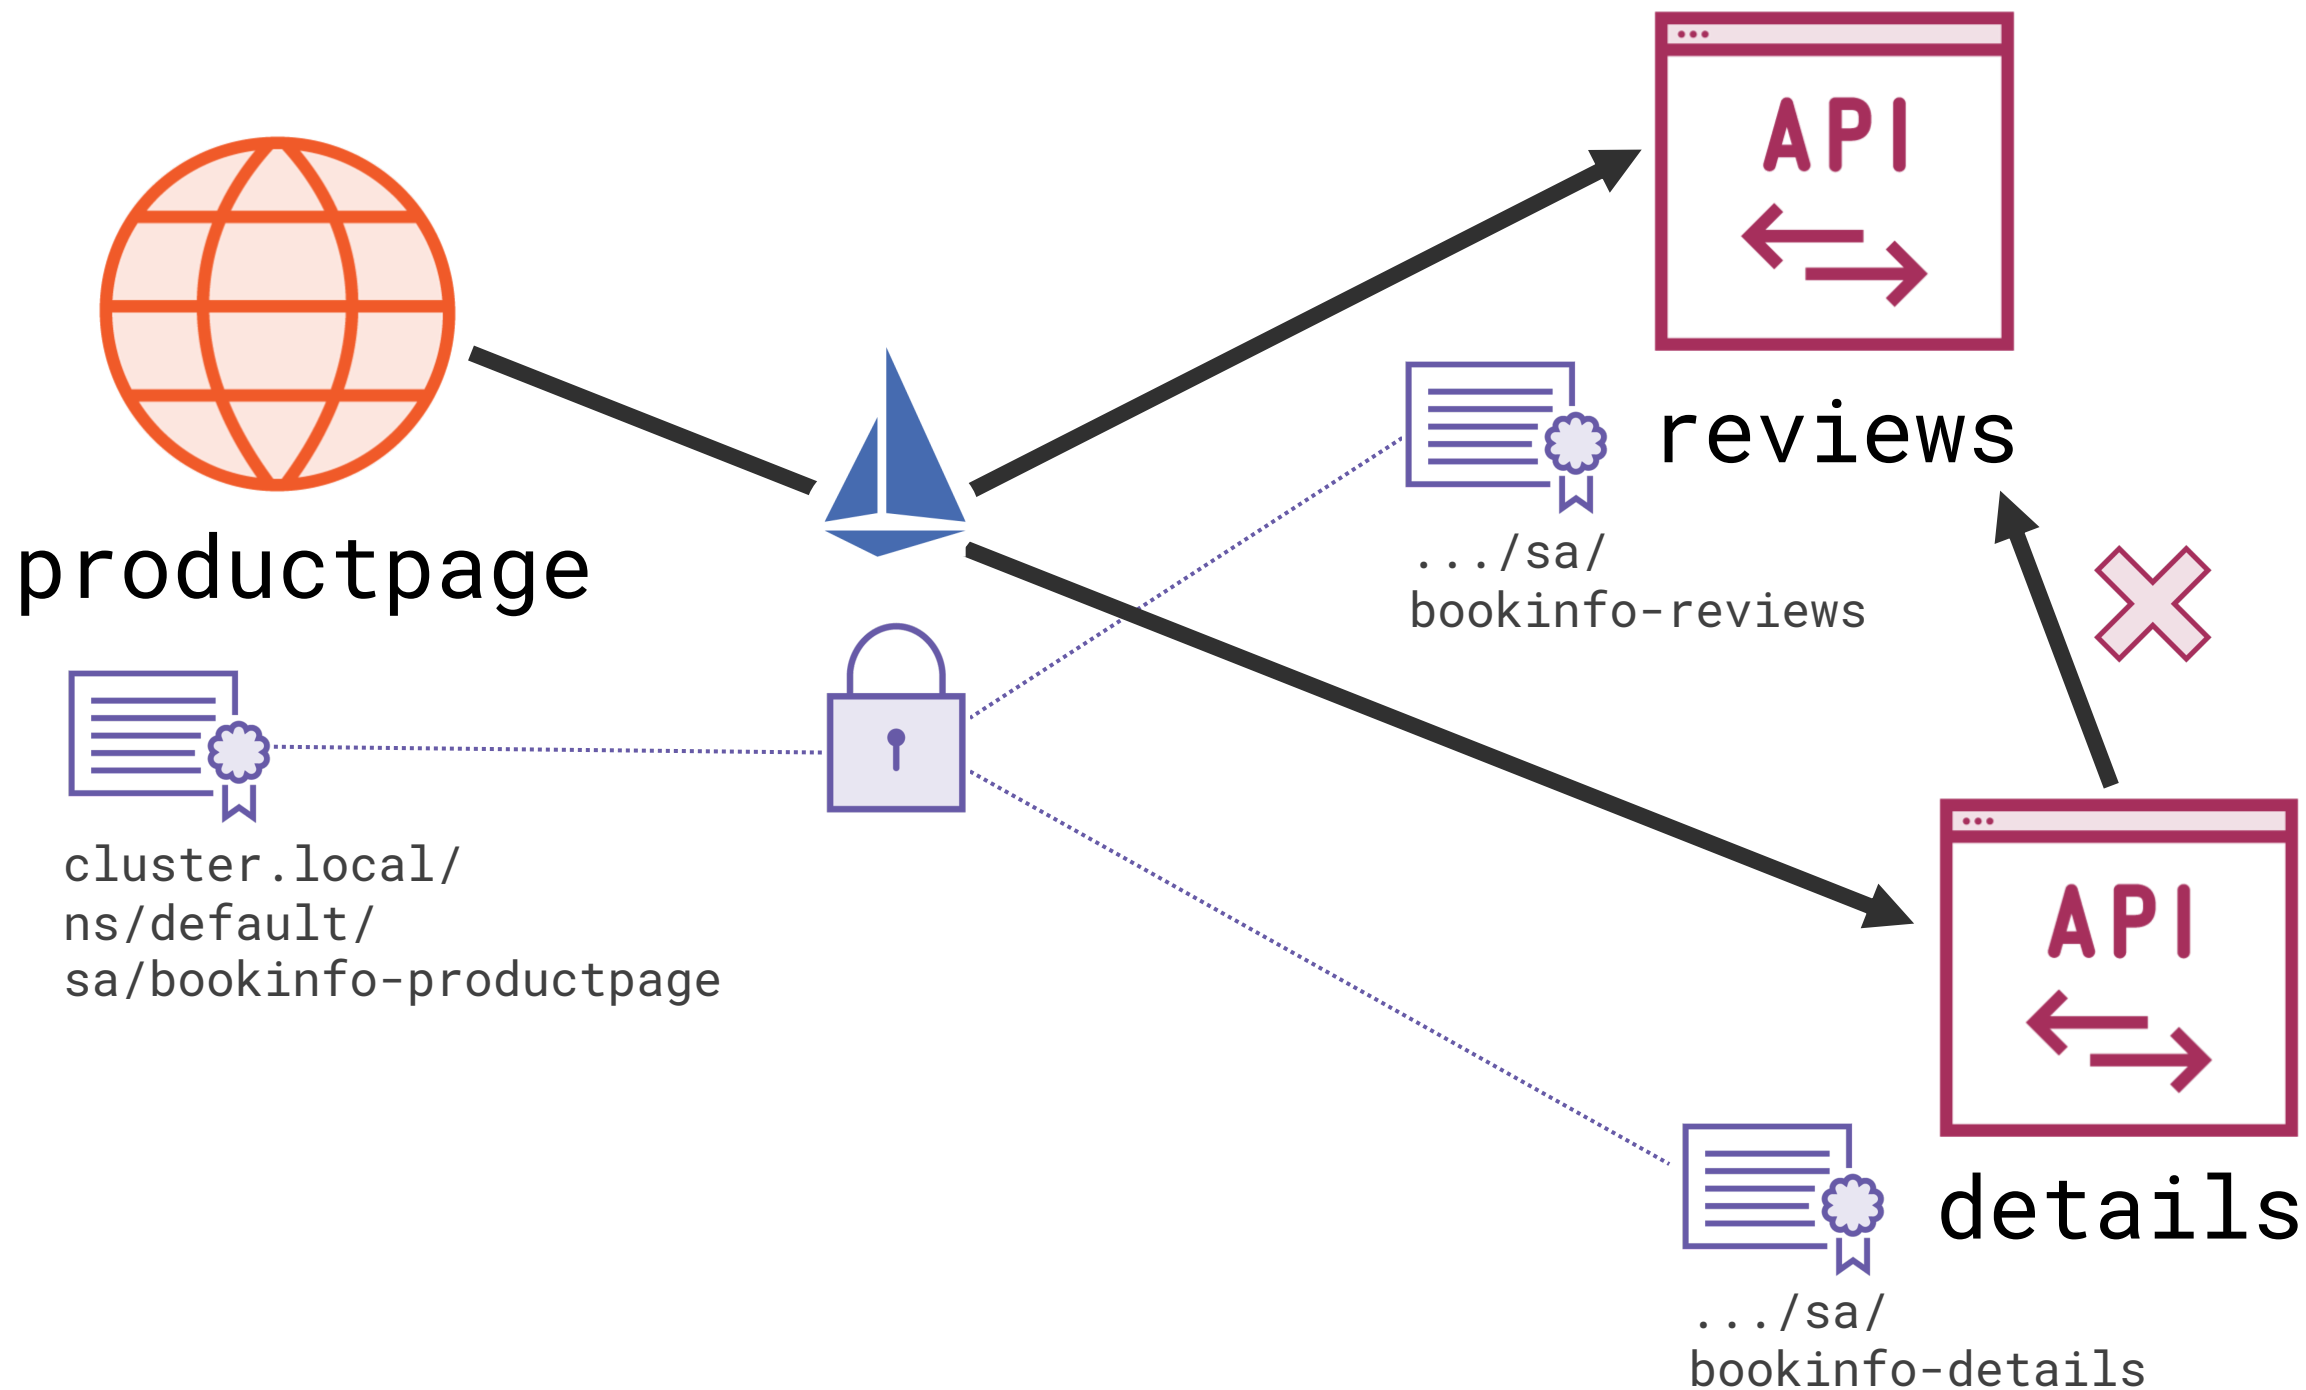 API
reviews
.../sa/
bookinfo-reviews
productpage
cluster.local/
ns/default/
sa/bookinfo-productpage
API
details
.../sa/
bookinfo-details